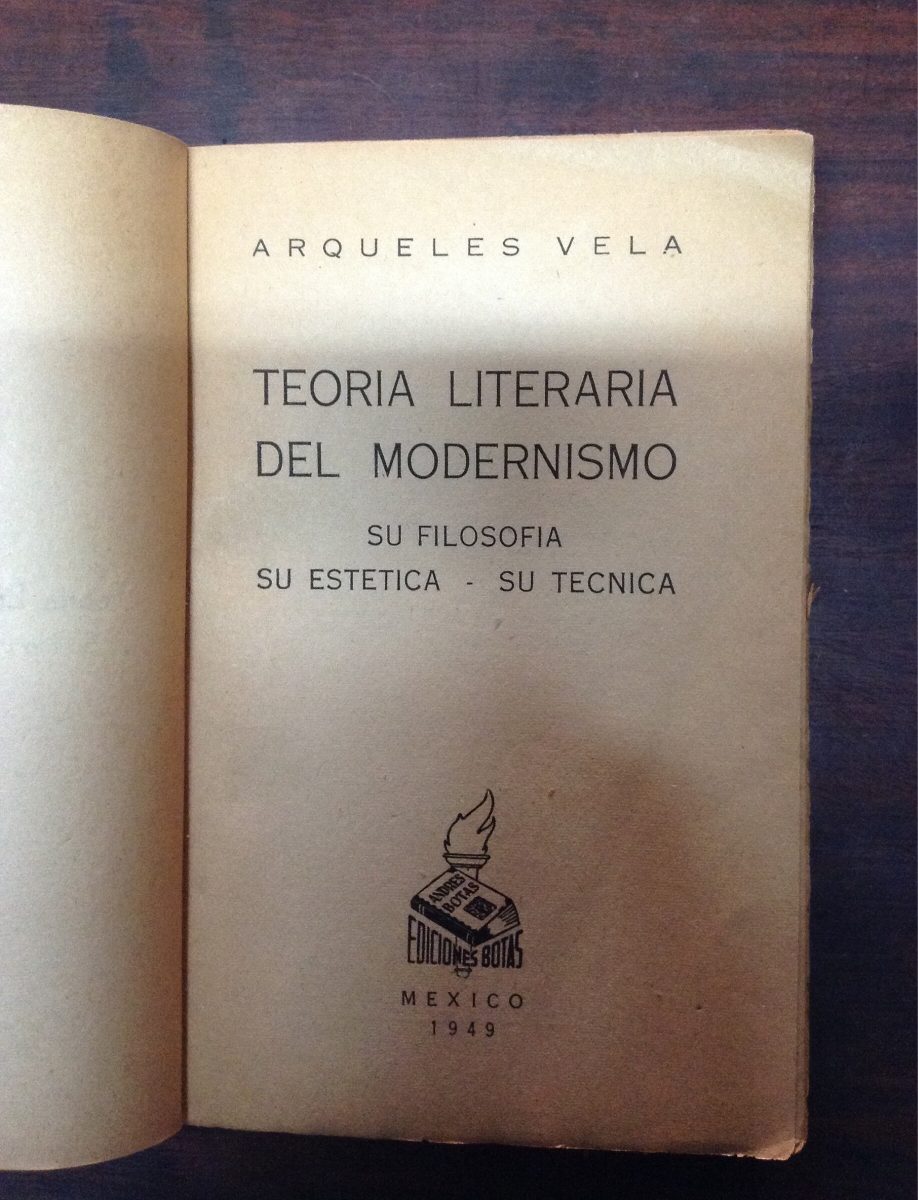 ARQUELES VELA
TEORIA LITERARIA
DEL MODERNISMO
SU FILOSOFIA
SU ESTETICA - SU TECNICA
ANDRES
BOTAS
EDICIONES BOTAS
MEXICO
1949